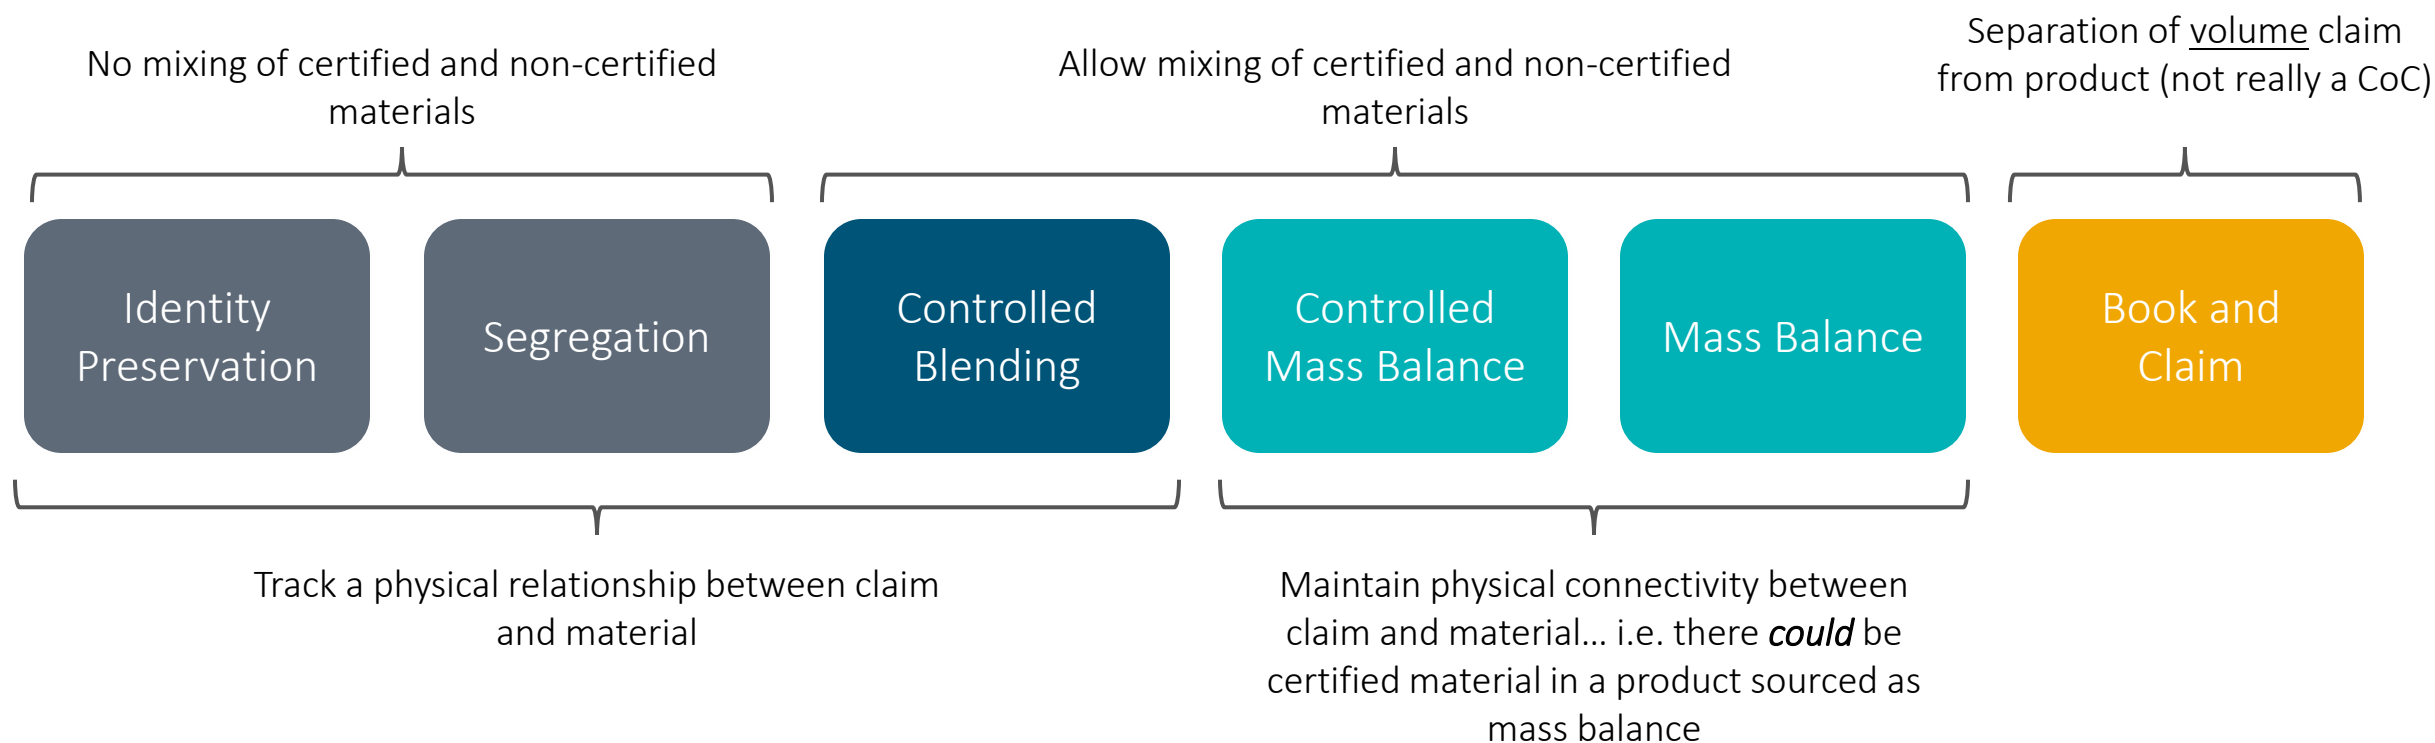 No mixing of certified and non-certified
materials
Allow mixing of certified and non-certified
materials
Separation of volume claim
from product (not really a CoC)
Identity
Preservation
Segregation
Controlled
Blending
Controlled
Mass Balance
Mass Balance
Book and
Claim
Track a physical relationship between claim
and material
Maintain physical connectivity between
claim and material... i.e. there could be
certified material in a product sourced as
mass balance